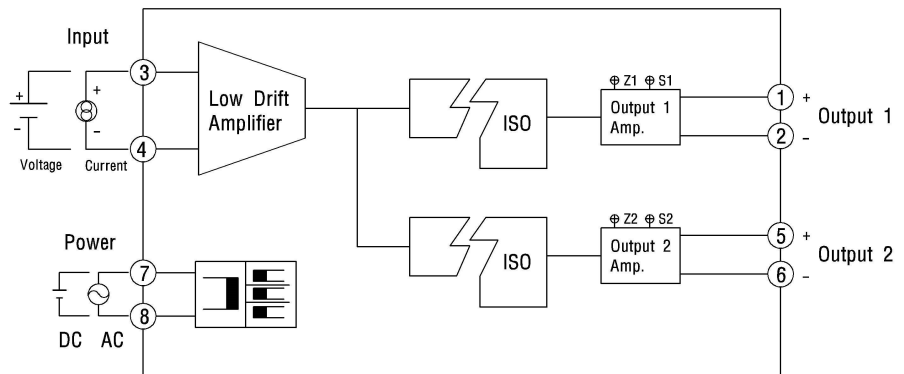 Input
+
-
Voltage
+
-
Current
3
4
Low Drift
Amplifier
ISO
Z1 S1
Output 1
Amp.
1 +
2 -
Output 1
ISO
Z2 S2
Output 2
Amp.
5 +
6 -
Output 2
Power
7
8
DC AC